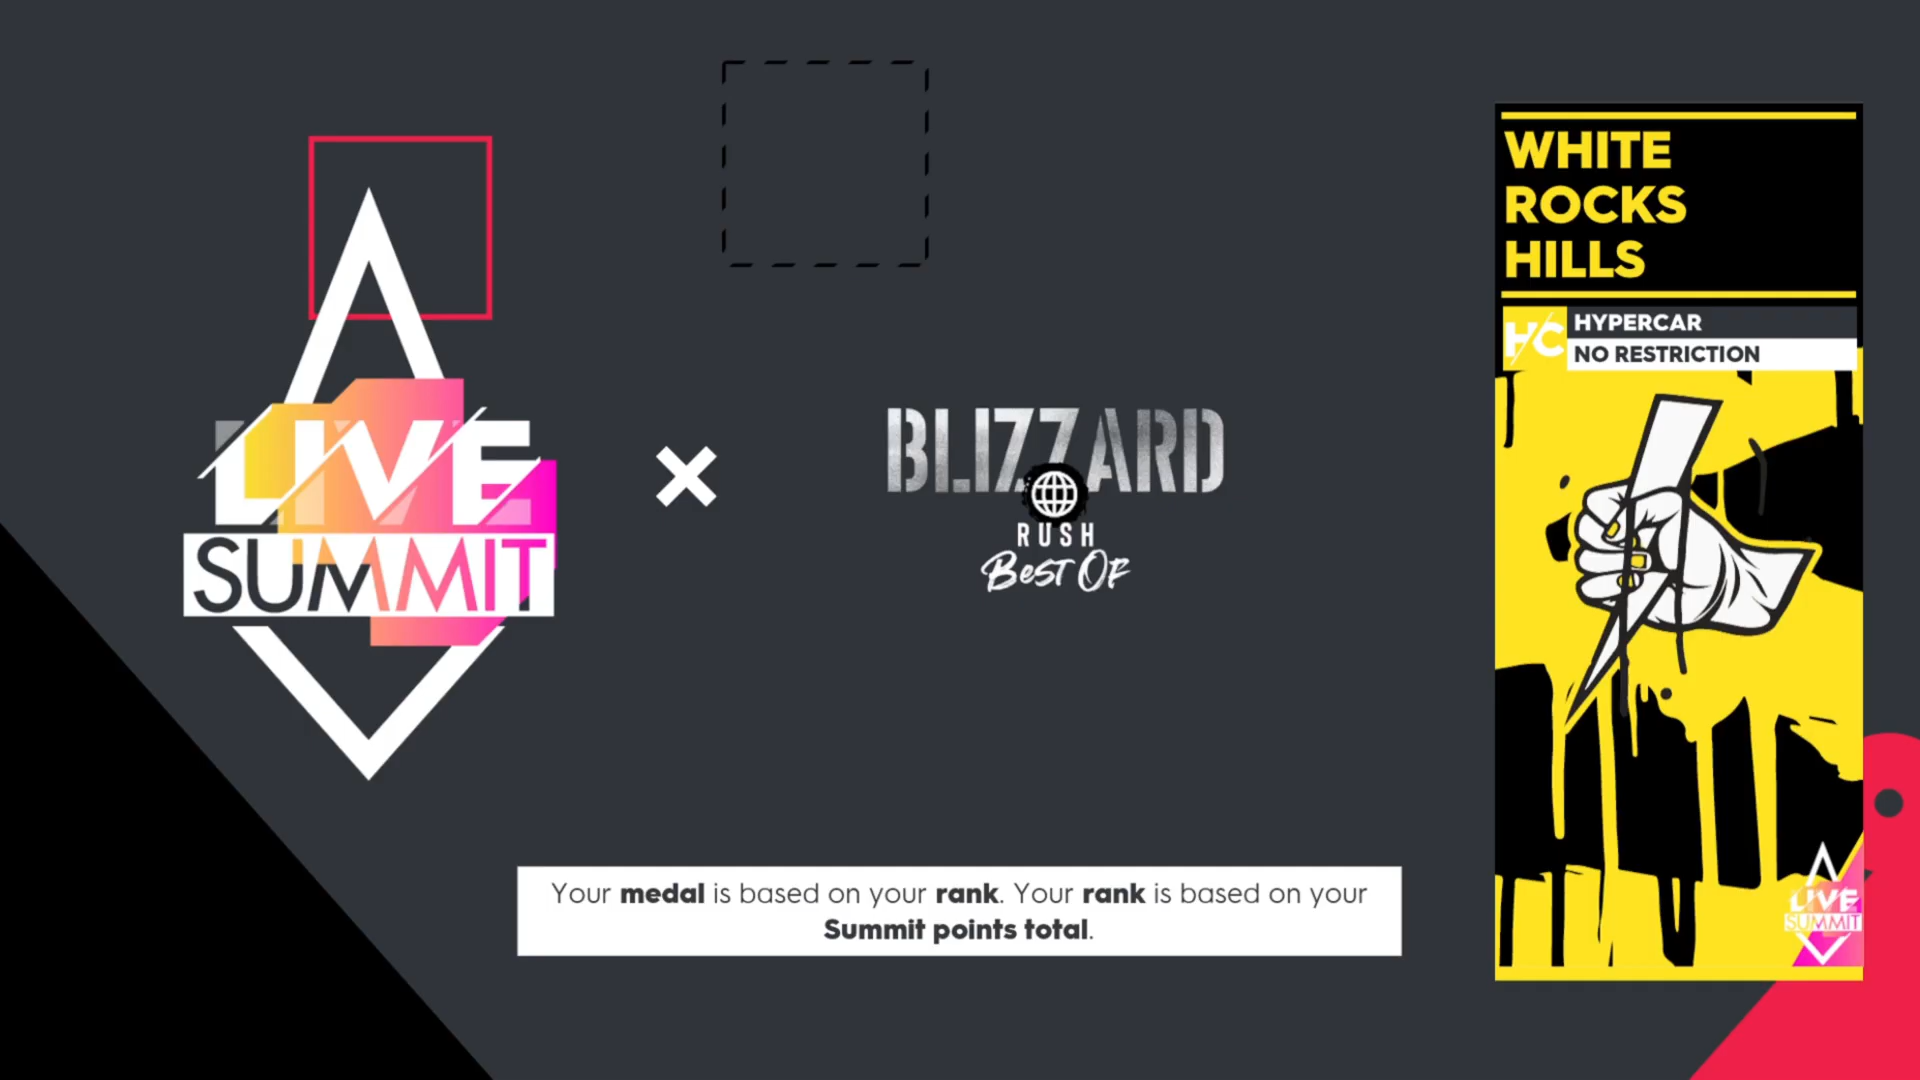 LIVE
SUMMIT
BLIZZARD
RUSH
BEST OF
Your medal is based on your rank. Your rank is based on your
Summit points total.
WHITE
ROCKS
HILLS
H/C
HYPERCAR
NO RESTRICTION
LIVE
SUMMIT